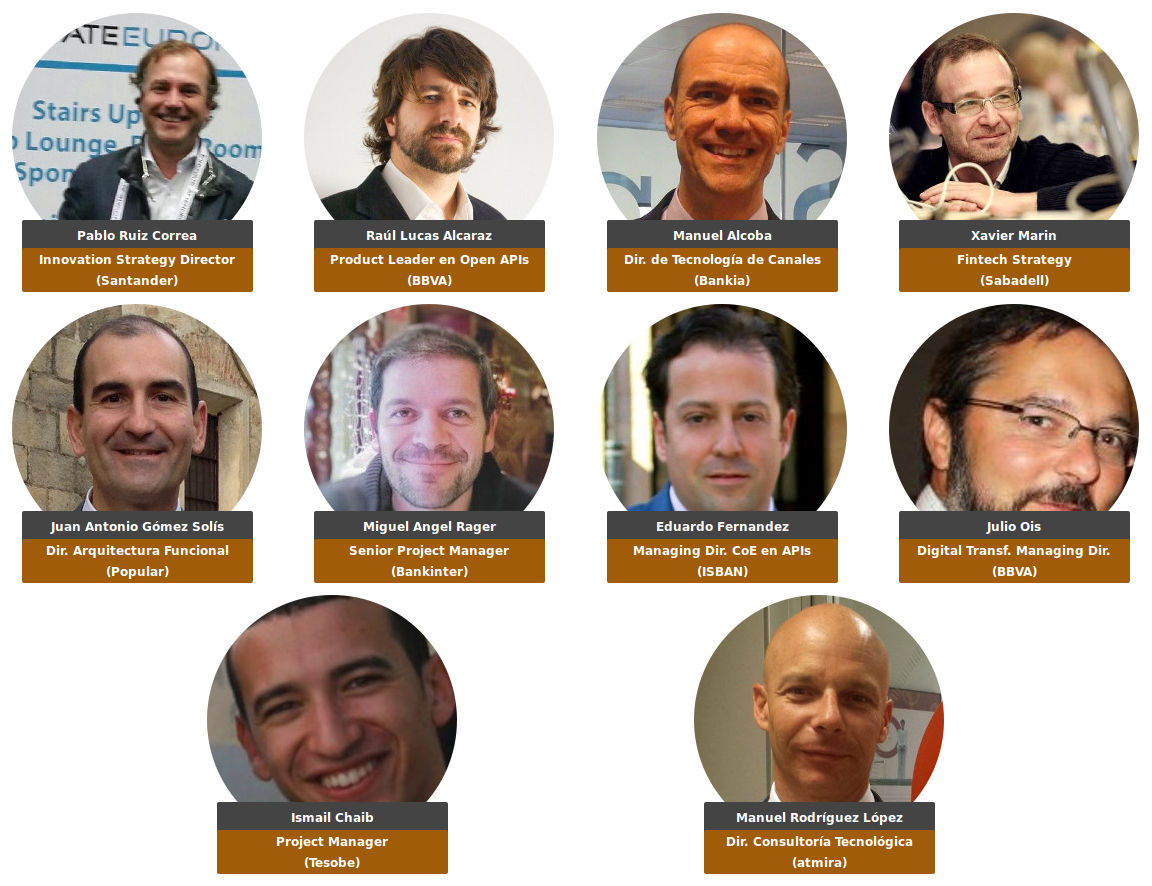 ATE EURO
Stairs Up
Lounge,
Room
Spon
Pablo Ruiz Correa
Innovation Strategy Director
(Santander)
Raúl Lucas Alcaraz
Product Leader en Open APIs
(BBVA)
Manuel Alcoba
Dir. de Tecnología de Canales
(Bankia)
Xavier Marin
Fintech Strategy
(Sabadell)
Juan Antonio Gómez Solís
Dir. Arquitectura Funcional
(Popular)
Miguel Angel Rager
Senior Project Manager
(Bankinter)
Eduardo Fernandez
Managing Dir. CoE en APIs
(ISBAN)
Julio Ois
Digital Transf. Managing Dir.
(BBVA)
Ismail Chaib
Project Manager
(Tesobe)
Manuel Rodríguez López
Dir. Consultoría Tecnológica
(atmira)